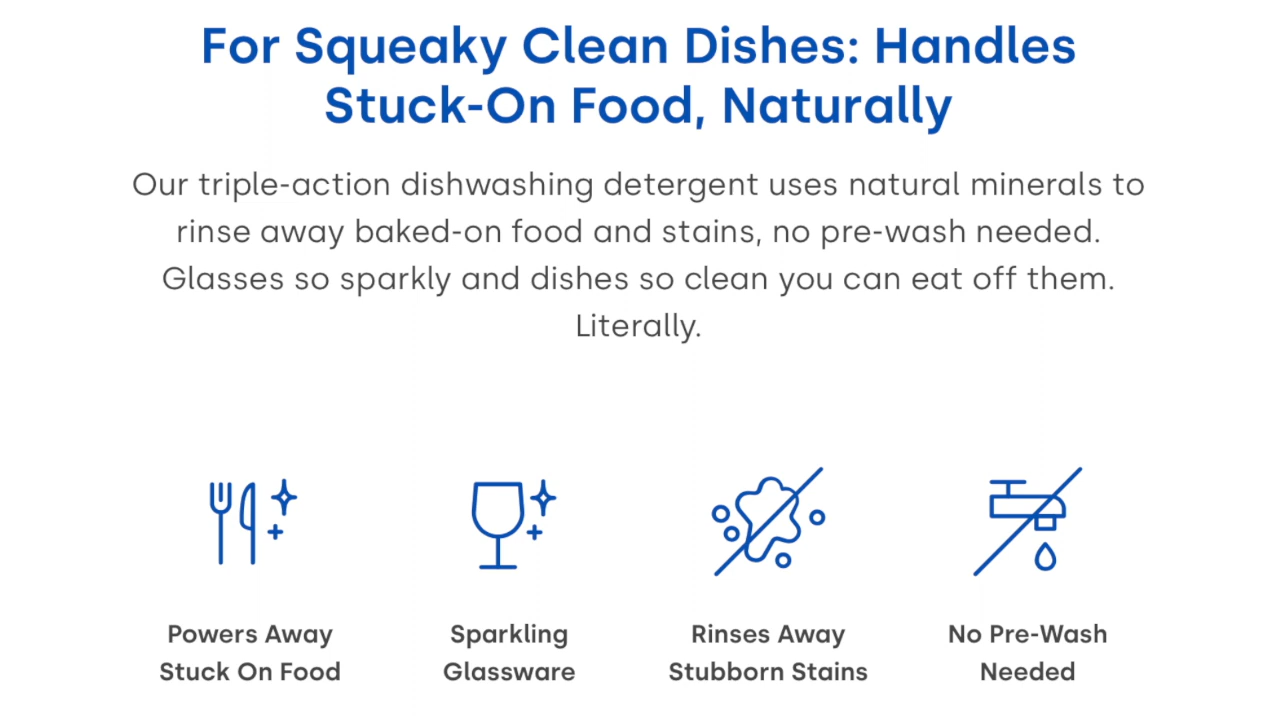 For Squeaky Clean Dishes: Handles
Stuck-On Food, Naturally
Our triple-action dishwashing detergent uses natural minerals to
rinse away baked-on food and stains, no pre-wash needed.
Glasses so sparkly and dishes so clean you can eat off them.
Literally.
Powers Away
Stuck On Food
Sparkling
Glassware
Rinses Away
Stubborn Stains
No Pre-Wash
Needed